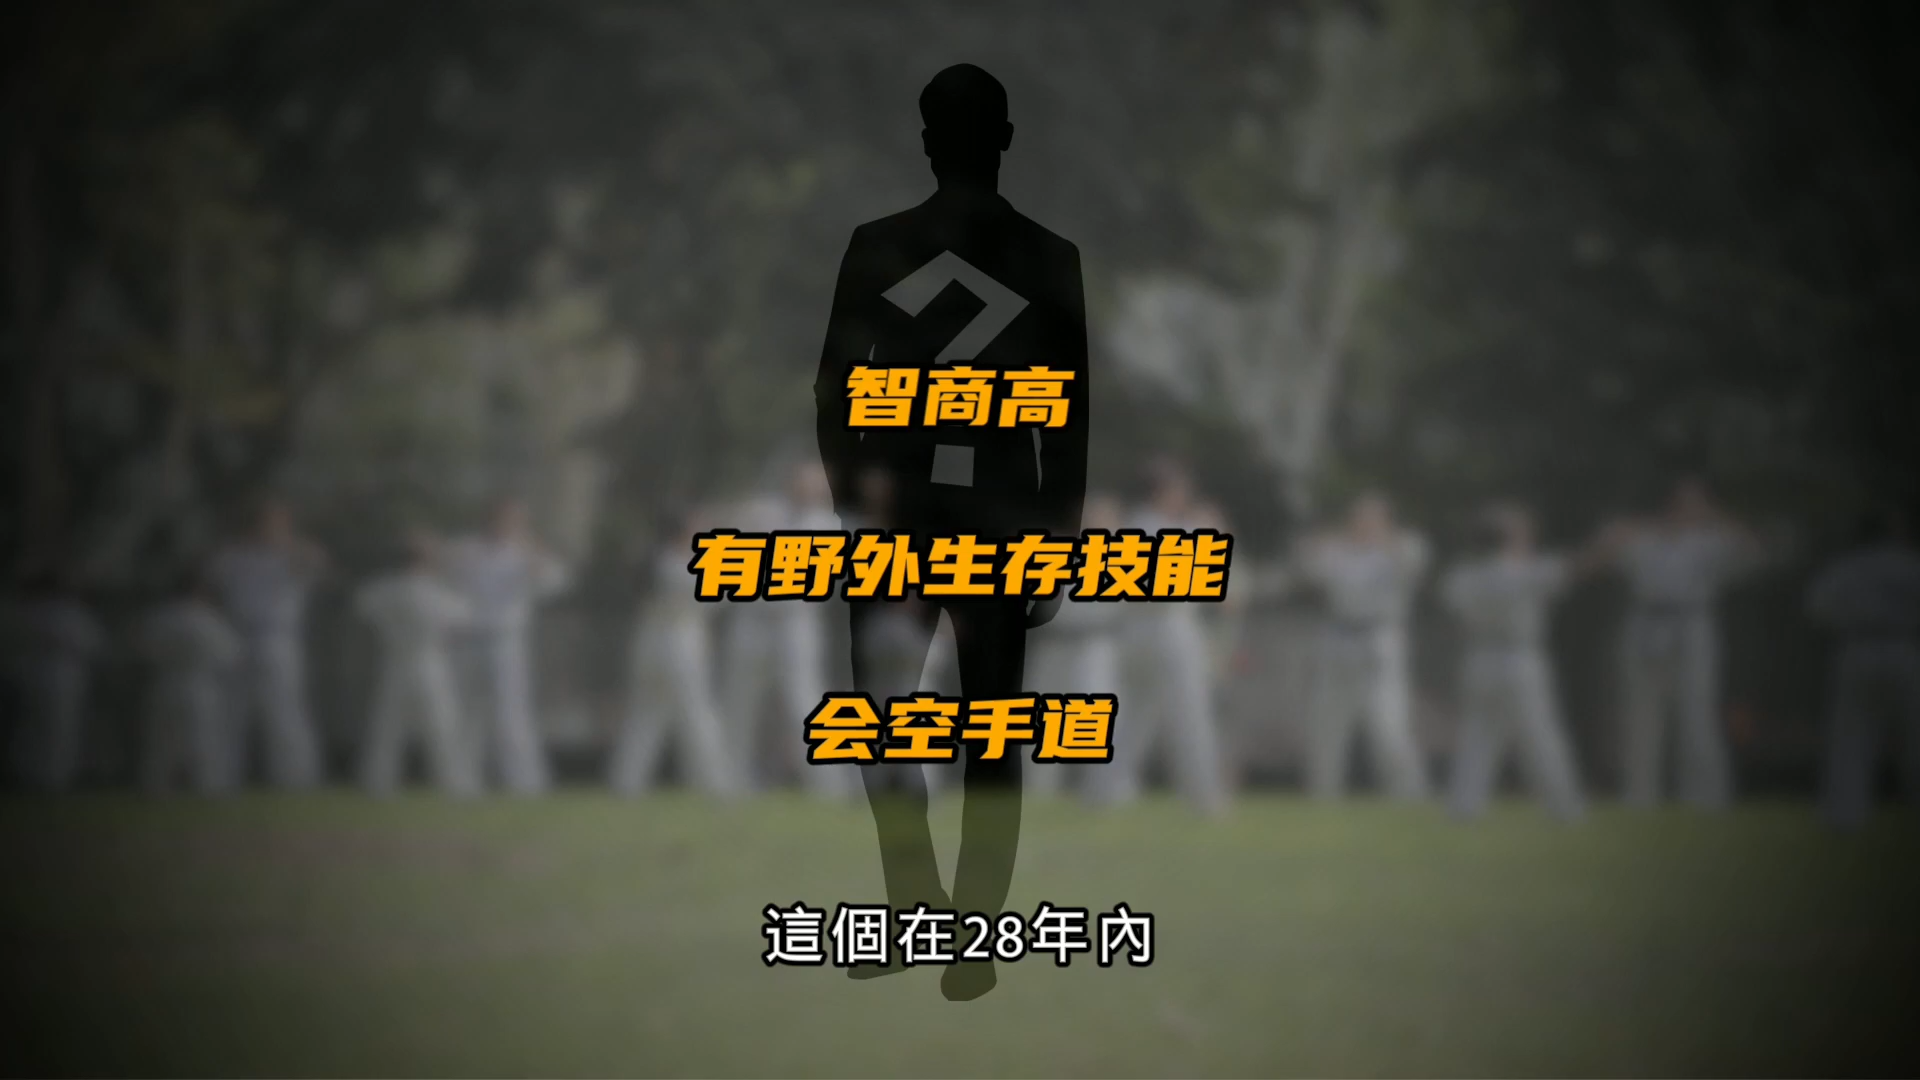 ?
智商高
有野外生存技能
会空手道
這個在28年內